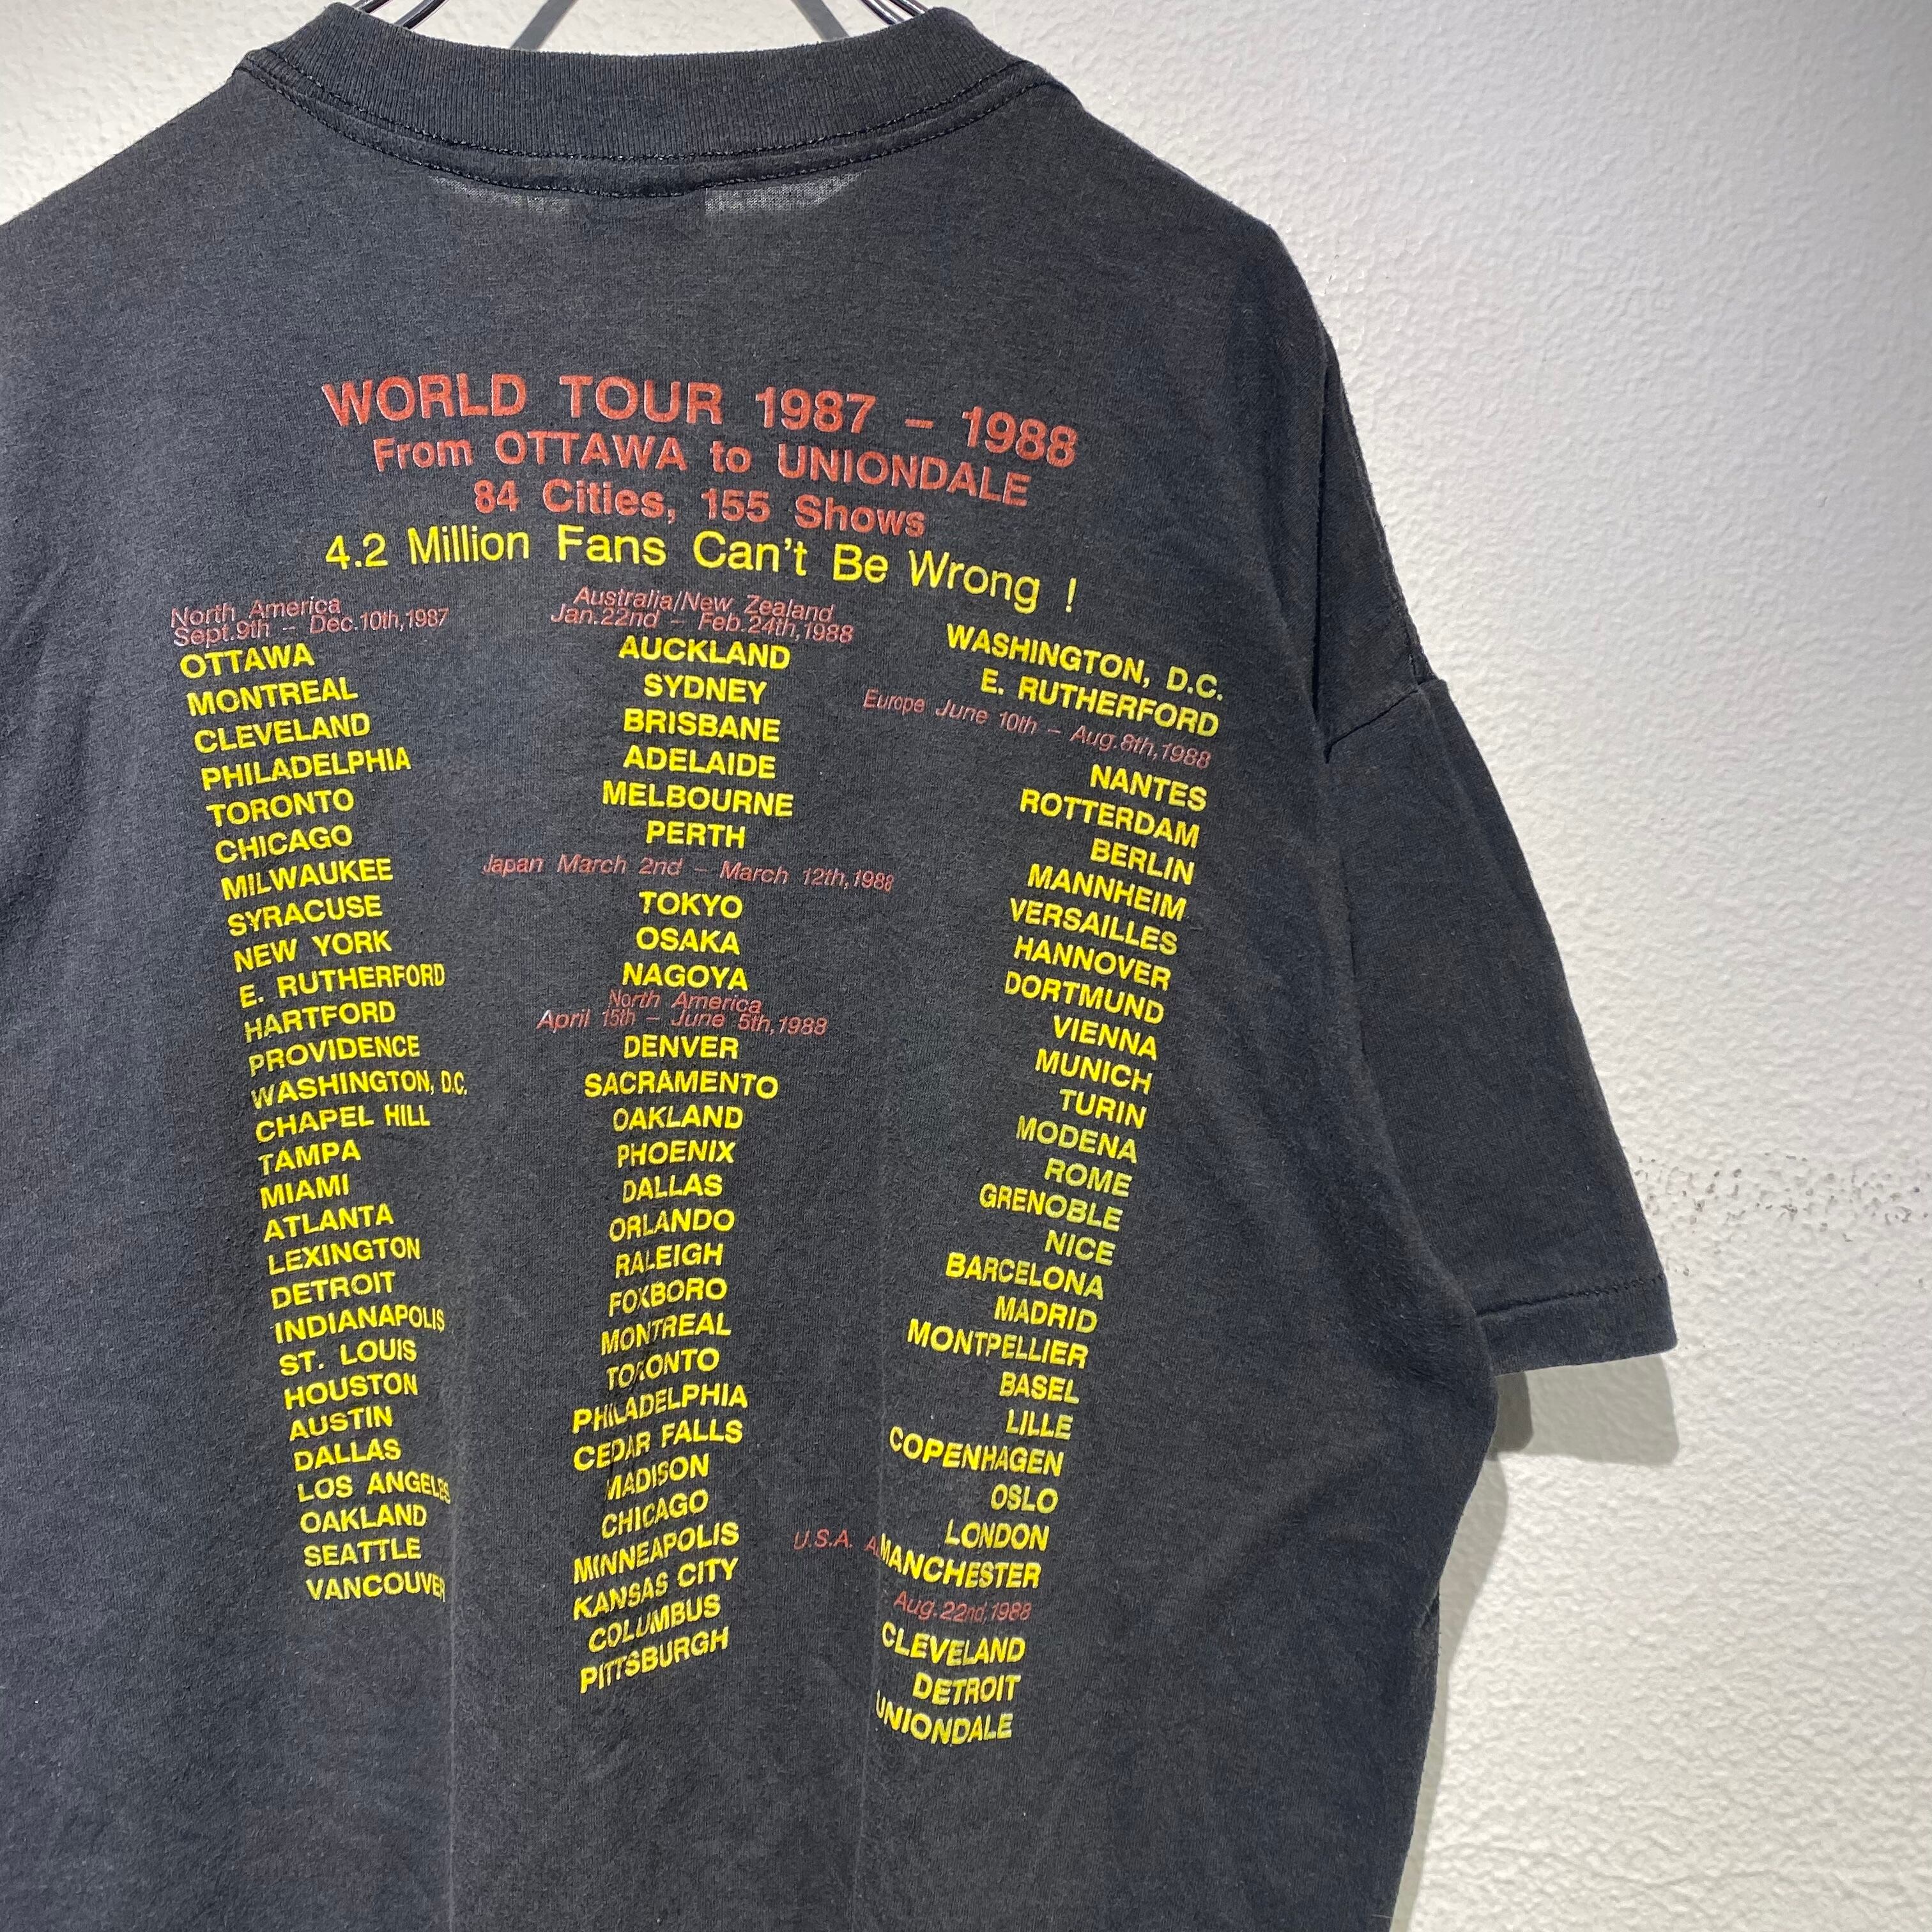 WORLD TOUR 1987 – 1988
From OTTAWA to UNIONDALE
84 Cities, 155 Shows
4.2 Million Fans Can't Be Wrong !
North America
Sept.9th – Dec.10th,1987
OTTAWA
MONTREAL
CLEVELAND
PHILADELPHIA
TORONTO
CHICAGO
MILWAUKEE
SYRACUSE
NEW YORK
E. RUTHERFORD
HARTFORD
PROVIDENCE
WASHINGTON, D.C.
CHAPEL HILL
TAMPA
MIAMI
ATLANTA
LEXINGTON
DETROIT
INDIANAPOLIS
ST. LOUIS
HOUSTON
AUSTIN
DALLAS
LOS ANGELES
OAKLAND
SEATTLE
VANCOUVER
Australia/New Zealand
Jan.22nd – Feb.24th,1988
AUCKLAND
SYDNEY
BRISBANE
ADELAIDE
MELBOURNE
PERTH
Japan March 2nd – March 12th,1988
TOKYO
OSAKA
NAGOYA
North America
April 15th – June 5th,1988
DENVER
SACRAMENTO
OAKLAND
PHOENIX
DALLAS
ORLANDO
RALEIGH
FOXBORO
MONTREAL
TORONTO
PHILADELPHIA
CEDAR FALLS
MADISON
CHICAGO
MINNEAPOLIS
KANSAS CITY
COLUMBUS
PITTSBURGH
WASHINGTON, D.C.
E. RUTHERFORD
Europe June 10th – Aug.8th,1988
NANTES
ROTTERDAM
BERLIN
MANNHEIM
VERSAILLES
HANNOVER
DORTMUND
VIENNA
MUNICH
TURIN
MODENA
ROME
GRENOBLE
NICE
BARCELONA
MADRID
MONTPELLIER
BASEL
LILLE
COPENHAGEN
OSLO
LONDON
MANCHESTER
U.S.A. Aug.22nd,1988
CLEVELAND
DETROIT
UNIONDALE